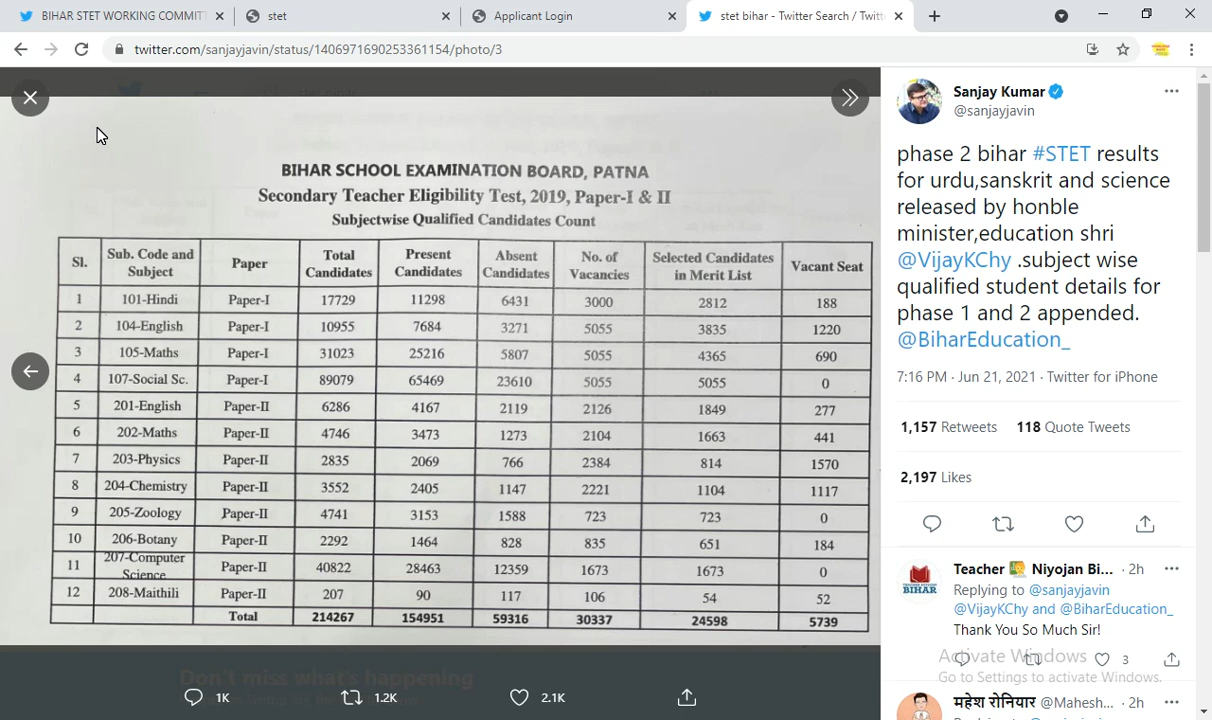 BIHAR STET WORKING COMMIT
stet
Applicant Login
stet bihar - Twitter Search / Twitt
twitter.com/sanjayjavin/status/1406971690253361154/photo/3
BIHAR SCHOOL EXAMINATION BOARD, PATNA
Secondary Teacher Eligibility Test, 2019, Paper-I & II
Subjectwise Qualified Candidates Count
Sl. Sub. Code and Subject Paper Total Candidates Present Candidates Absent Candidates No. of Vacancies Selected Candidates in Merit List Vacant Seat
1 101-Hindi Paper-I 17729 11298 6431 3000 2812 188
2 104-English Paper-I 10955 7684 3271 5055 3835 1220
3 105-Maths Paper-I 31023 25216 5807 5055 4365 690
4 107-Social Sc. Paper-I 89079 65469 23610 5055 5055 0
5 201-English Paper-II 6286 4167 2119 2126 1849 277
6 202-Maths Paper-II 4746 3473 1273 2104 1663 441
7 203-Physics Paper-II 2835 2069 766 2384 814 1570
8 204-Chemistry Paper-II 3552 2405 1147 2221 1104 1117
9 205-Zoology Paper-II 4741 3153 1588 723 723 0
10 206-Botany Paper-II 2292 1464 828 835 651 184
11 207-Computer Science Paper-II 40822 28463 12359 1673 1673 0
12 208-Maithili Paper-II 207 90 117 106 54 52
Total 214267 154951 59316 30337 24598 5739
Don't miss what's happening
1K 1.2K 2.1K
Sanjay Kumar
@sanjayjavin
phase 2 bihar #STET results
for urdu,sanskrit and science
released by honble
minister,education shri
@VijayKChy .subject wise
qualified student details for
phase 1 and 2 appended.
@BiharEducation_
7:16 PM · Jun 21, 2021 · Twitter for iPhone
1,157 Retweets 118 Quote Tweets
2,197 Likes
Teacher Niyojan Bi... · 2h
Replying to @sanjayjavin
@VijayKChy and @BiharEducation_
Thank You So Much Sir!
3
BIHAR
Activate Windows
Go to Settings to activate Windows.
महेश रोनियार @Mahesh... · 2h